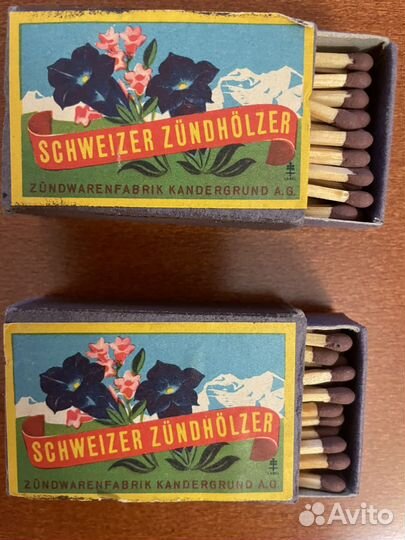 SCHWEIZER ZÜNDHÖLZER
ZÜNDWARENFABRIK KANDERGRUND A.G.
SCHWEIZER ZÜNDHÖLZER
ZÜNDWARENFABRIK KANDERGRUND A.G.
Avito